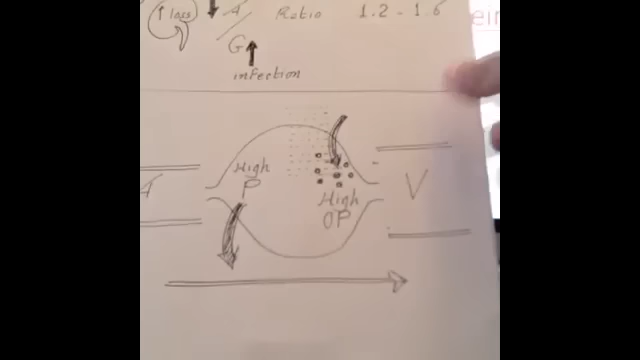 ↑ loss ↓ A/G ↑ Ratio 1.2 - 1.6
infection
High P
High OP
A
V